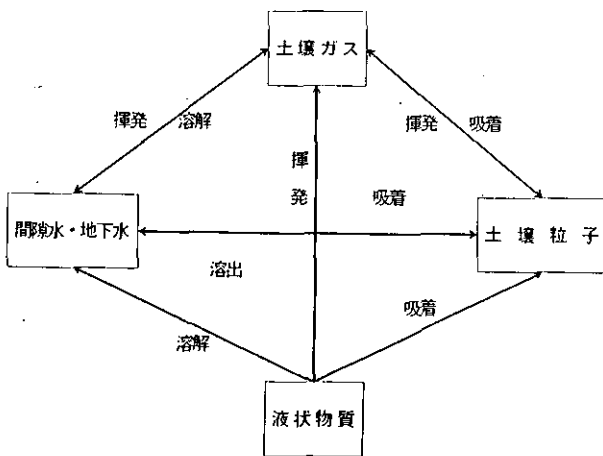 土壌ガス
揮発 溶解
揮発 吸着
揮発
間隙水・地下水
吸着
土壌粒子
溶出
溶解
吸着
液状物質